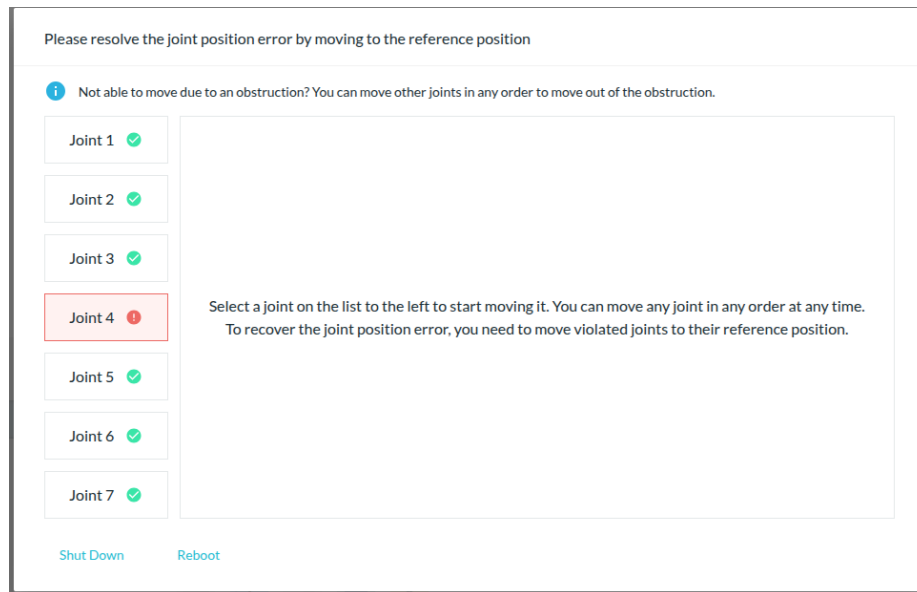 Please resolve the joint position error by moving to the reference position
Not able to move due to an obstruction? You can move other joints in any order to move out of the obstruction.
Joint 1
Joint 2
Joint 3
Joint 4
Joint 5
Joint 6
Joint 7
Select a joint on the list to the left to start moving it. You can move any joint in any order at any time.
To recover the joint position error, you need to move violated joints to their reference position.
Shut Down
Reboot